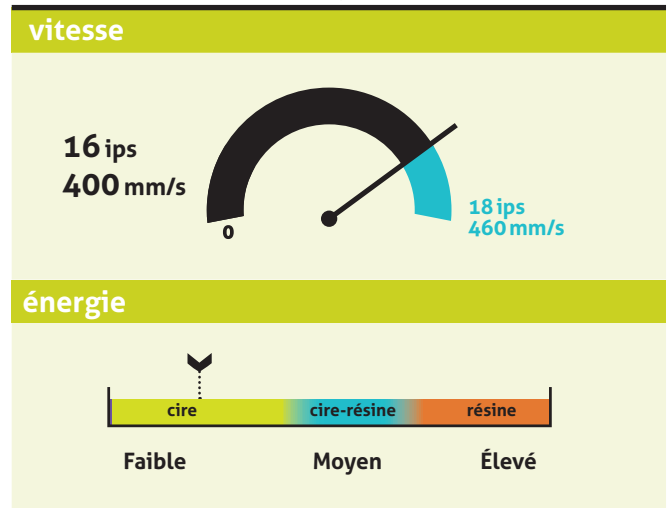 vitesse
16 ips
400 mm/s
0
18 ips
460 mm/s
énergie
cire
cire-résine
résine
Faible
Moyen
Élevé